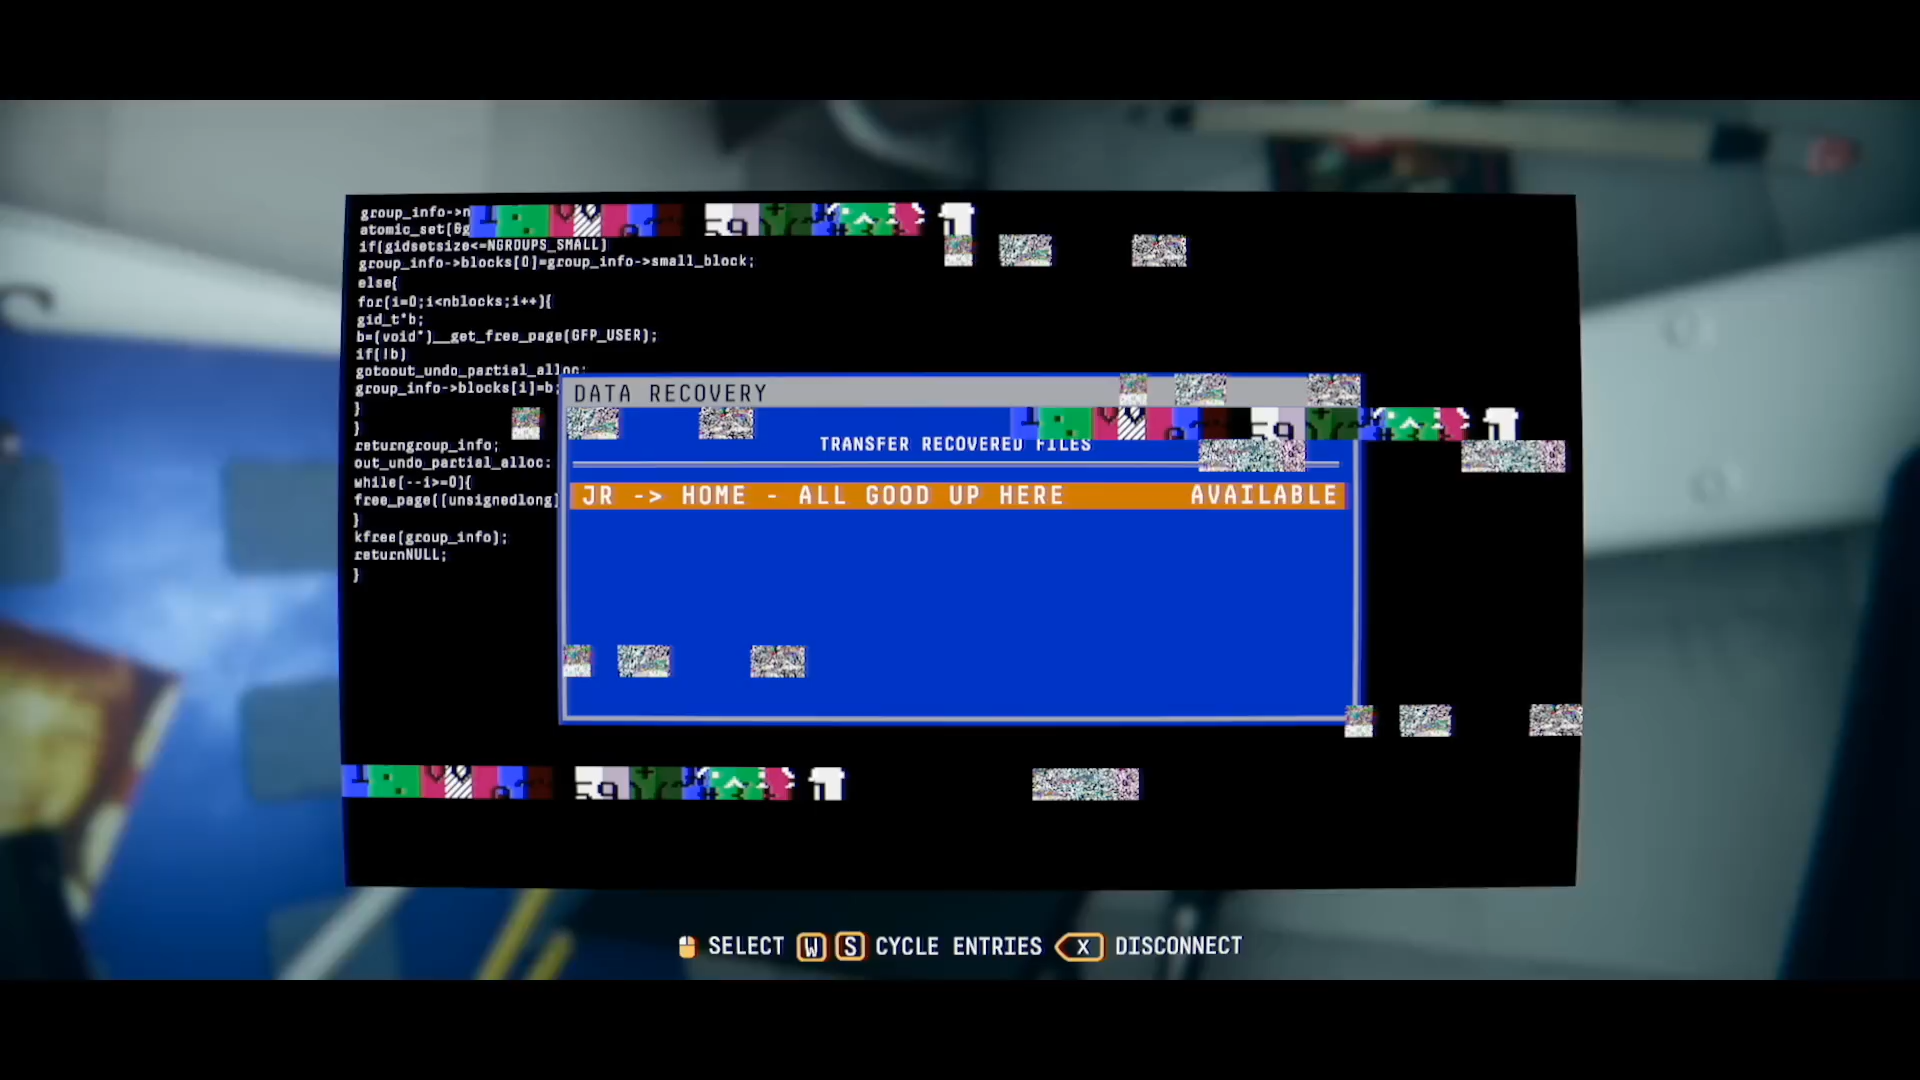 group_info->n
atomic_set(&g
if(gidsetsize<=NGROUPS_SMALL)
group_info->blocks[0]=group_info->small_block;
else{
for(i=0;i<nblocks;i++){
gid_t*b;
b=(void*)__get_free_page(GFP_USER);
if(!b)
gotoout_undo_partial_alloc;
group_info->blocks[i]=b;
}
}
returngroup_info;
out_undo_partial_alloc:
while(--i>=0){
free_page((unsignedlong)
}
kfree(group_info);
returnNULL;
}
DATA RECOVERY
TRANSFER RECOVERED FILES
JR -> HOME - ALL GOOD UP HERE AVAILABLE
SELECT W S CYCLE ENTRIES X DISCONNECT